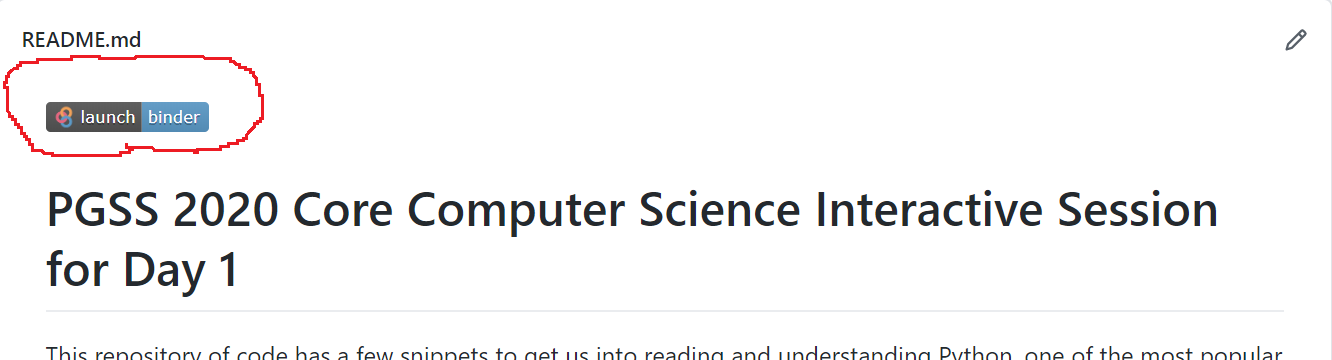 README.md
launch binder
PGSS 2020 Core Computer Science Interactive Session
for Day 1
This repository of code has a few snippets to get us into reading and understanding Python, one of the most popular